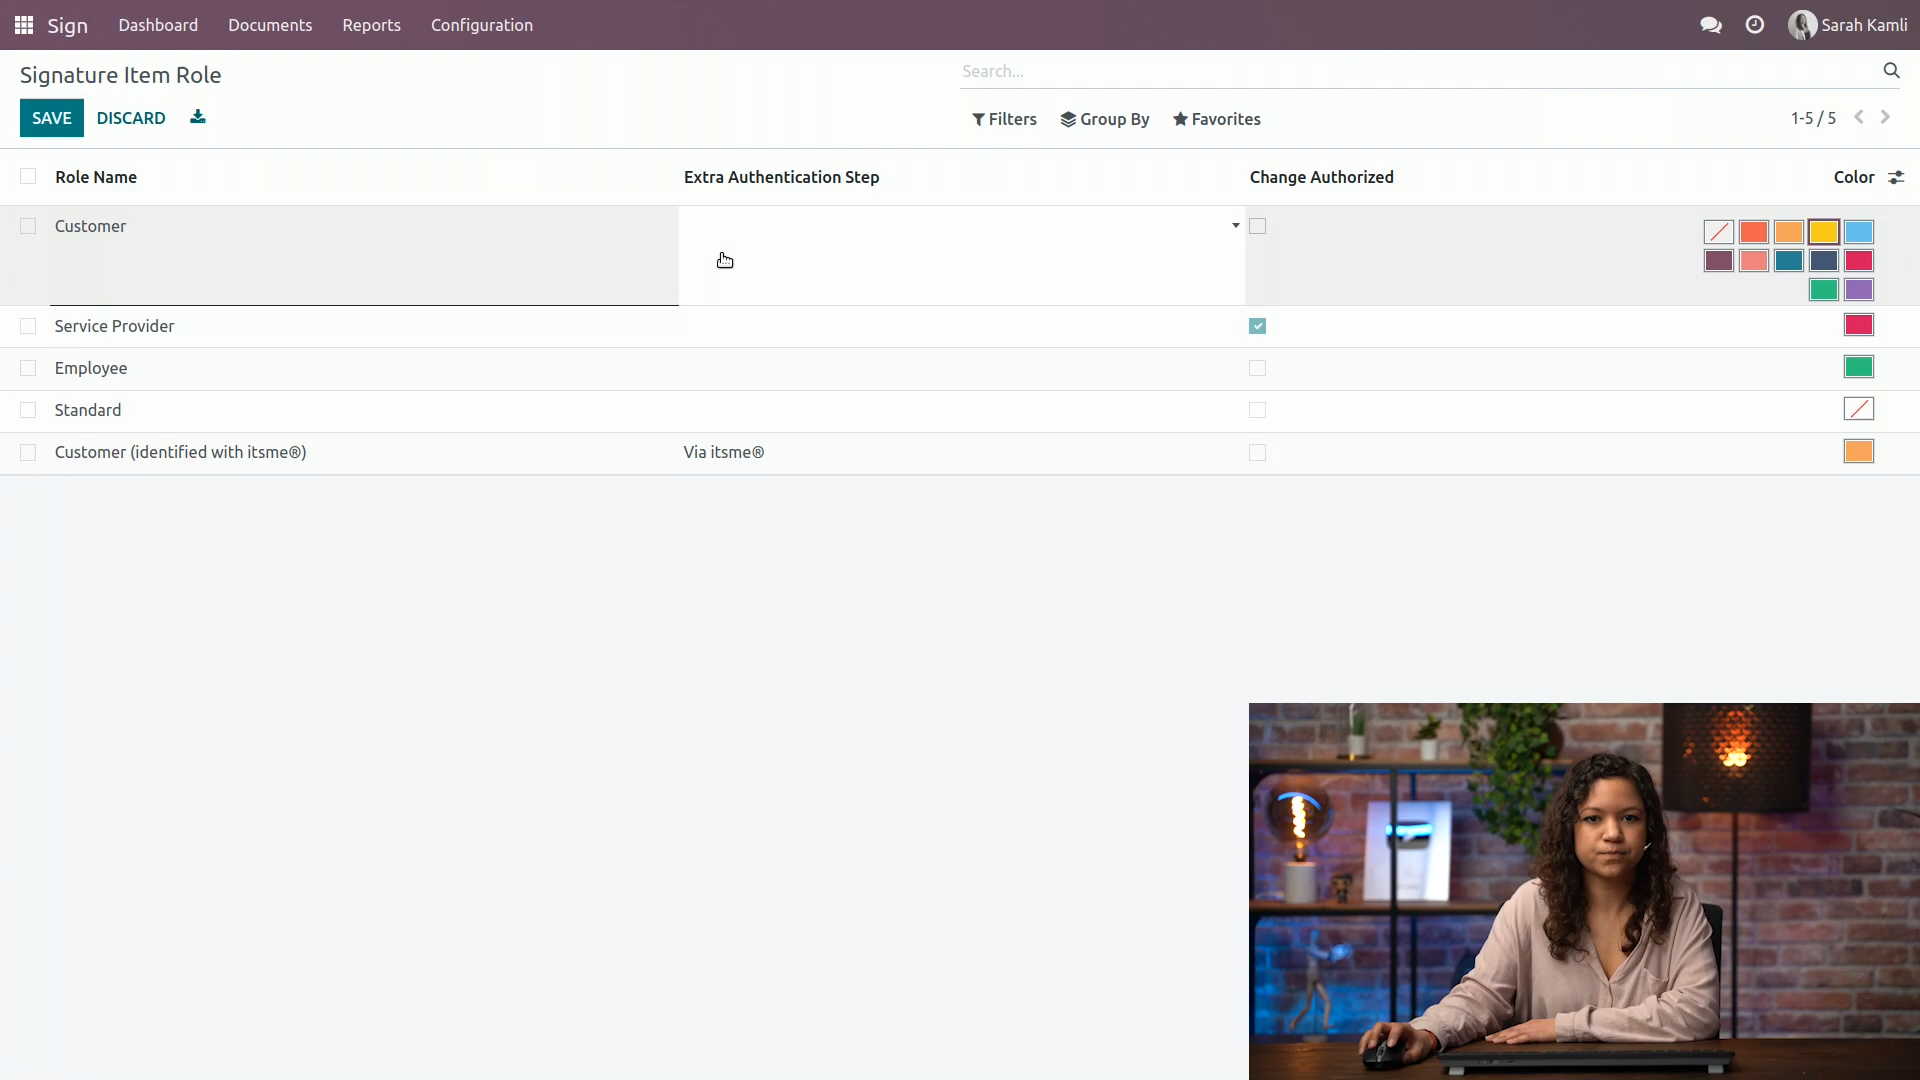 Sign Dashboard Documents Reports Configuration Sarah Kamli
Signature Item Role
Search...
SAVE DISCARD Filters Group By Favorites 1-5 / 5
Role Name Extra Authentication Step Change Authorized Color
Customer
Service Provider
Employee
Standard
Customer (identified with itsme®) Via itsme®